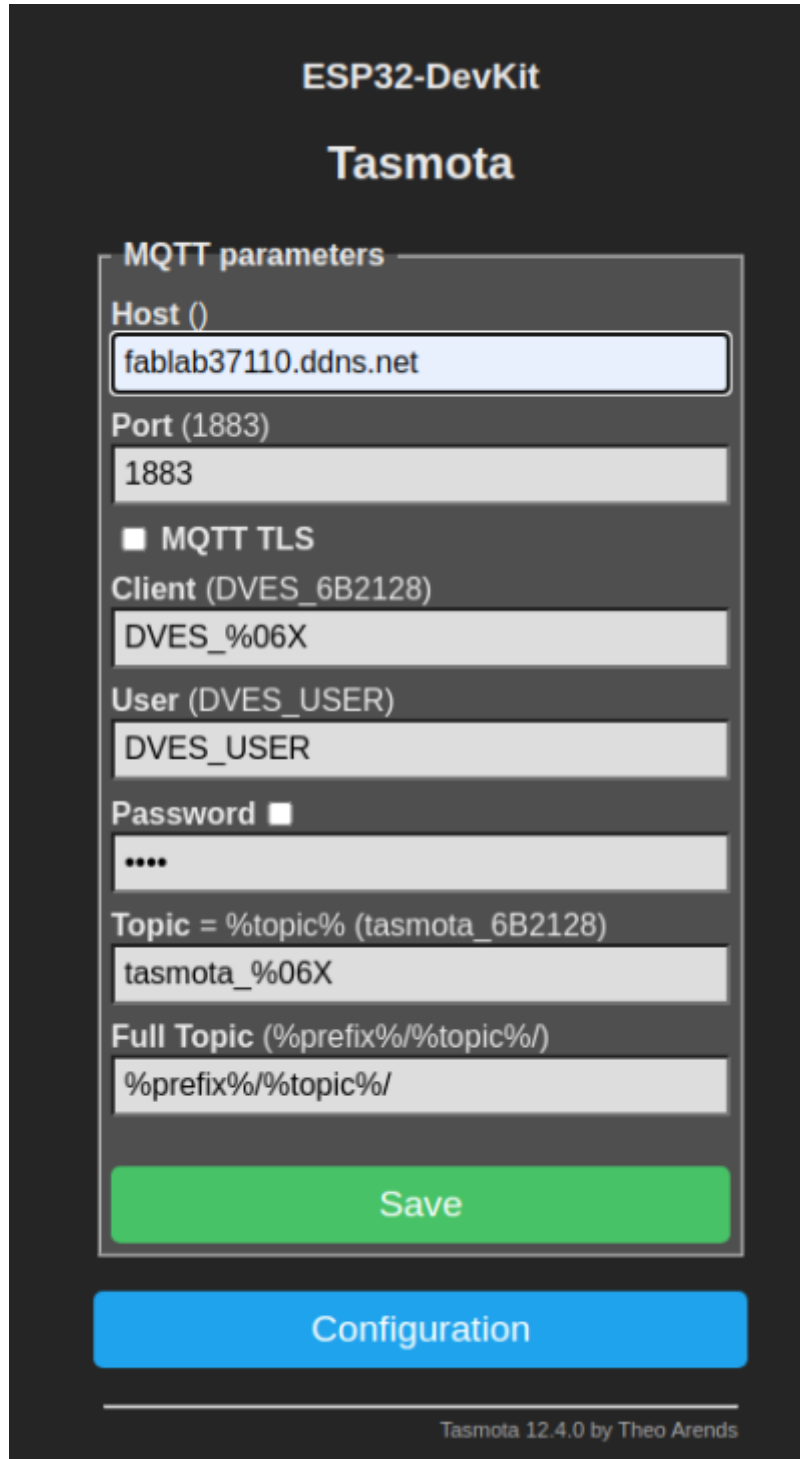 ESP32-DevKit
Tasmota
MQTT parameters
Host ()
fablab37110.ddns.net
Port (1883)
1883
MQTT TLS
Client (DVES_6B2128)
DVES_%06X
User (DVES_USER)
DVES_USER
Password
••••
Topic = %topic% (tasmota_6B2128)
tasmota_%06X
Full Topic (%prefix%/%topic%/)
%prefix%/%topic%/
Save
Configuration
Tasmota 12.4.0 by Theo Arends